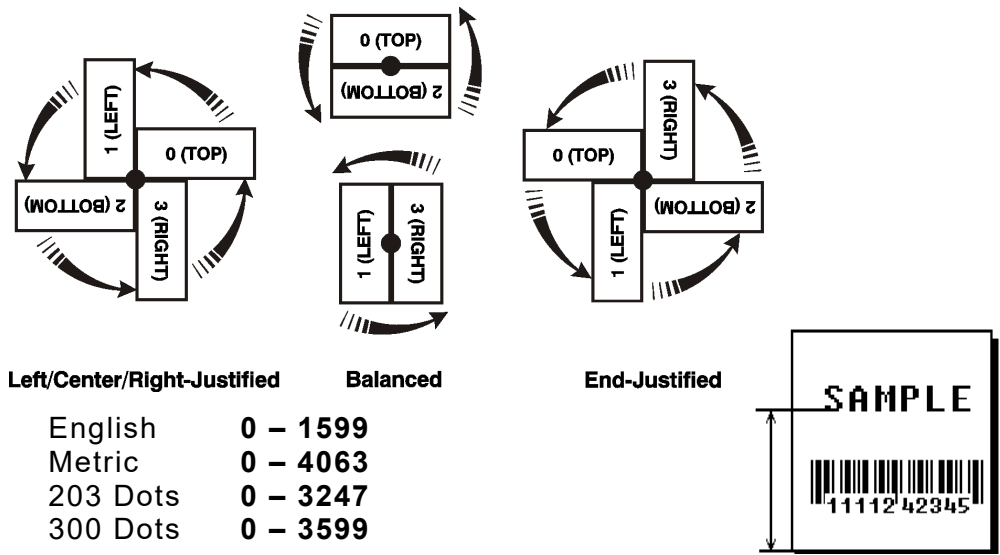 1 (LEFT)
0 (TOP)
2 (BOTTOM)
3 (RIGHT)
0 (TOP)
2 (BOTTOM)
1 (LEFT)
3 (RIGHT)
3 (RIGHT)
0 (TOP)
2 (BOTTOM)
1 (LEFT)
Left/Center/Right-Justified
Balanced
End-Justified
English 0 – 1599
Metric 0 – 4063
203 Dots 0 – 3247
300 Dots 0 – 3599
SAMPLE
11112 42345